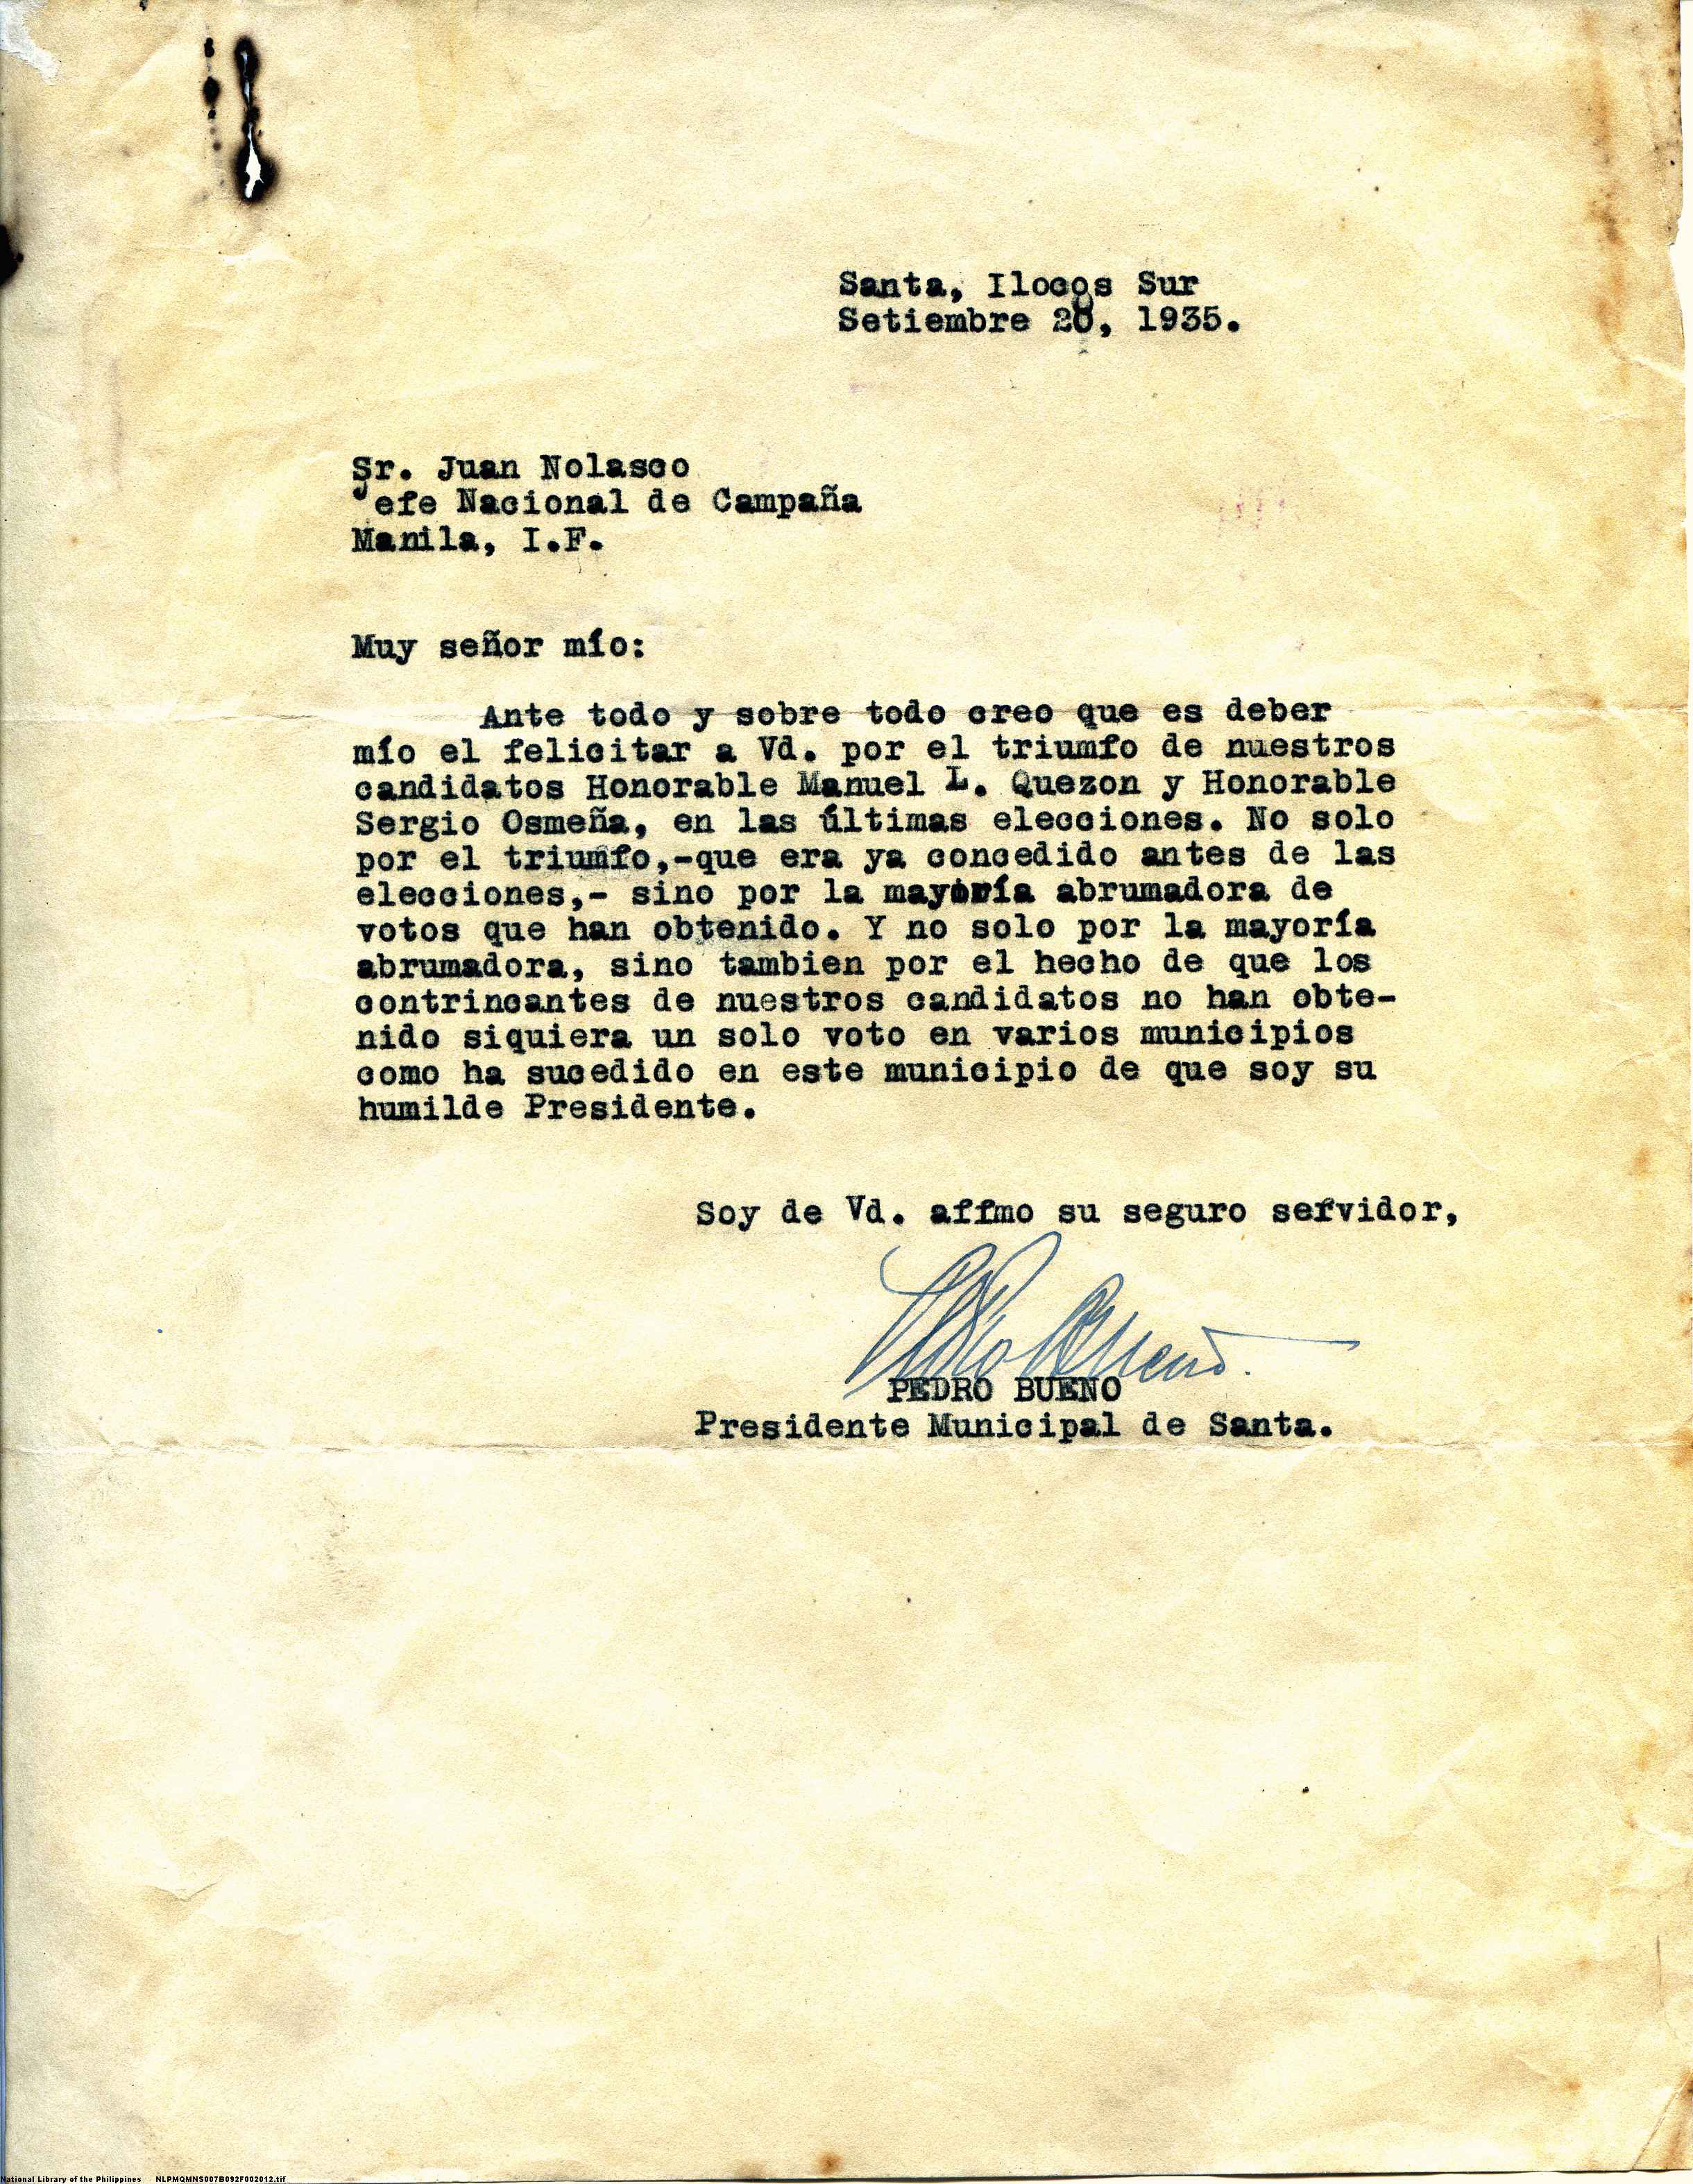 Santa, Ilocos Sur
Setiembre 20, 1935.
Sr. Juan Nolasco
Jefe Nacional de Campaña
Manila, I.F.
Muy señor mío:
Ante todo y sobre todo creo que es deber
mío el felicitar a Vd. por el triumfo de nuestros
candidatos Honorable Manuel L. Quezon y Honorable
Sergio Osmeña, en las últimas elecciones. No solo
por el triumfo,-que era ya concedido antes de las
elecciones,- sino por la mayoría abrumadora de
votos que han obtenido. Y no solo por la mayoría
abrumadora, sino tambien por el hecho de que los
contrincantes de nuestros candidatos no han obte-
nido siquiera un solo voto en varios municipios
como ha sucedido en este municipio de que soy su
humilde Presidente.
Soy de Vd. affmo su seguro servidor,
PEDRO BUENO
Presidente Municipal de Santa.
National Library of the Philippines NLPMQMNS007B092F002012.tif